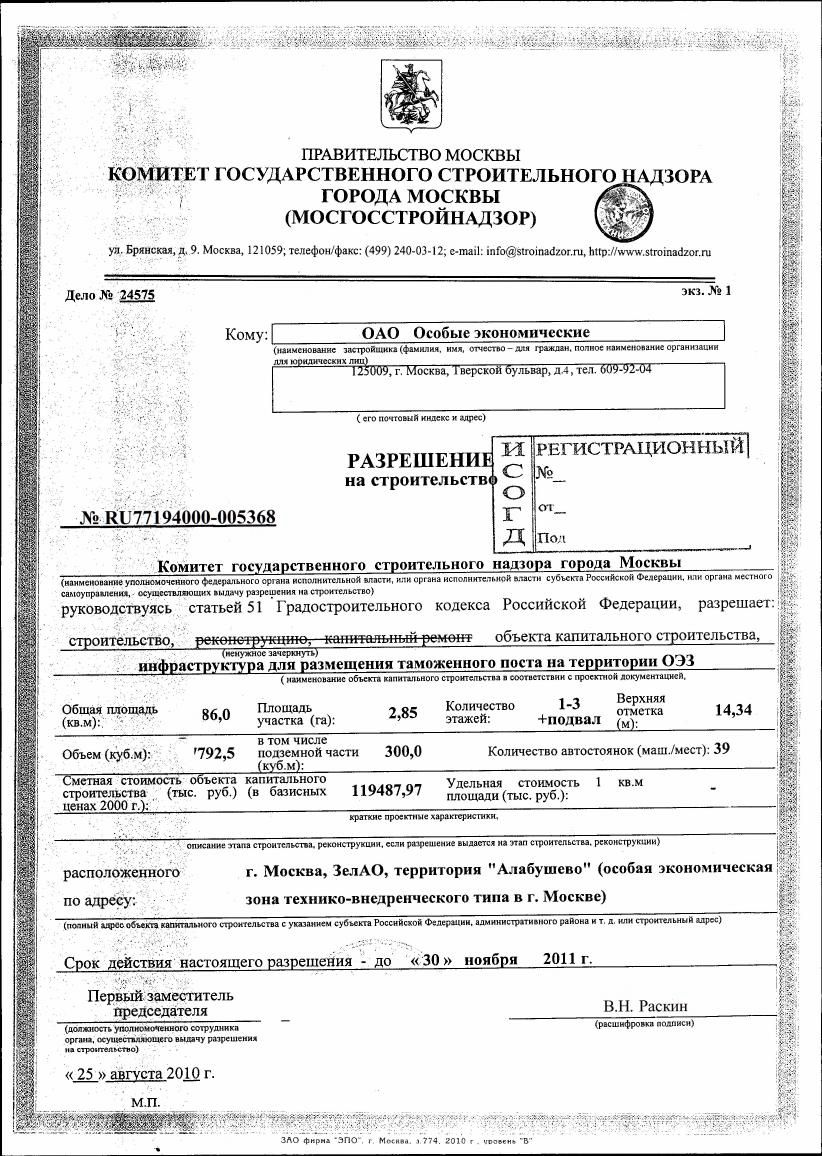 ПРАВИТЕЛЬСТВО МОСКВЫ
КОМИТЕТ ГОСУДАРСТВЕННОГО СТРОИТЕЛЬНОГО НАДЗОРА
ГОРОДА МОСКВЫ
(МОСГОССТРОЙНАДЗОР)
ул. Брянская, д. 9. Москва, 121059; телефон/факс: (499) 240-03-12; e-mail: info@stroinadzor.ru, http://www.stroinadzor.ru
Дело № 24575
экз. № 1
Кому: ОАО Особые экономические
(наименование застройщика (фамилия, имя, отчество – для граждан, полное наименование организации
для юридических лиц)
125009, г. Москва, Тверской бульвар, д.4, тел. 609-92-04
( его почтовый индекс и адрес)
РАЗРЕШЕНИЕ
на строительство
ИСОГД
РЕГИСТРАЦИОННЫЙ
№
от
Под
№ RU77194000-005368
Комитет государственного строительного надзора города Москвы
(наименование уполномоченного федерального органа исполнительной власти, или органа исполнительной власти субъекта Российской Федерации, или органа местного
самоуправления, осуществляющих выдачу разрешения на строительство)
руководствуясь статьей 51 Градостроительного кодекса Российской Федерации, разрешает:
строительство, реконструкцию, капитальный ремонт объекта капитального строительства,
(ненужное зачеркнуть)
инфраструктура для размещения таможенного поста на территории ОЭЗ
( наименование объекта капитального строительства в соответствии с проектной документацией,
Общая площадь (кв.м): 86,0 Площадь участка (га): 2,85 Количество этажей: 1-3 +подвал Верхняя отметка (м): 14,34
Объем (куб.м): 792,5 в том числе подземной части (куб.м): 300,0 Количество автостоянок (маш./мест): 39
Сметная стоимость объекта капитального строительства (тыс. руб.) (в базисных ценах 2000 г.): 119487,97 Удельная стоимость 1 кв.м площади (тыс. руб.): -
краткие проектные характеристики,
описание этапа строительства, реконструкции, если разрешение выдается на этап строительства, реконструкции)
расположенного г. Москва, ЗелАО, территория "Алабушево" (особая экономическая
по адресу: зона технико-внедренческого типа в г. Москве)
(полный адрес объекта капитального строительства с указанием субъекта Российской Федерации, административного района и т. д. или строительный адрес)
Срок действия настоящего разрешения - до «30» ноября 2011 г.
Первый заместитель
председателя
В.Н. Раскин
(должность уполномоченного сотрудника
органа, осуществляющего выдачу разрешения
на строительство)
(расшифровка подписи)
«25» августа 2010 г.
М.П.
ЗАО фирма "ЭПО", г. Москва, з.774, 2010 г., уровень "В"